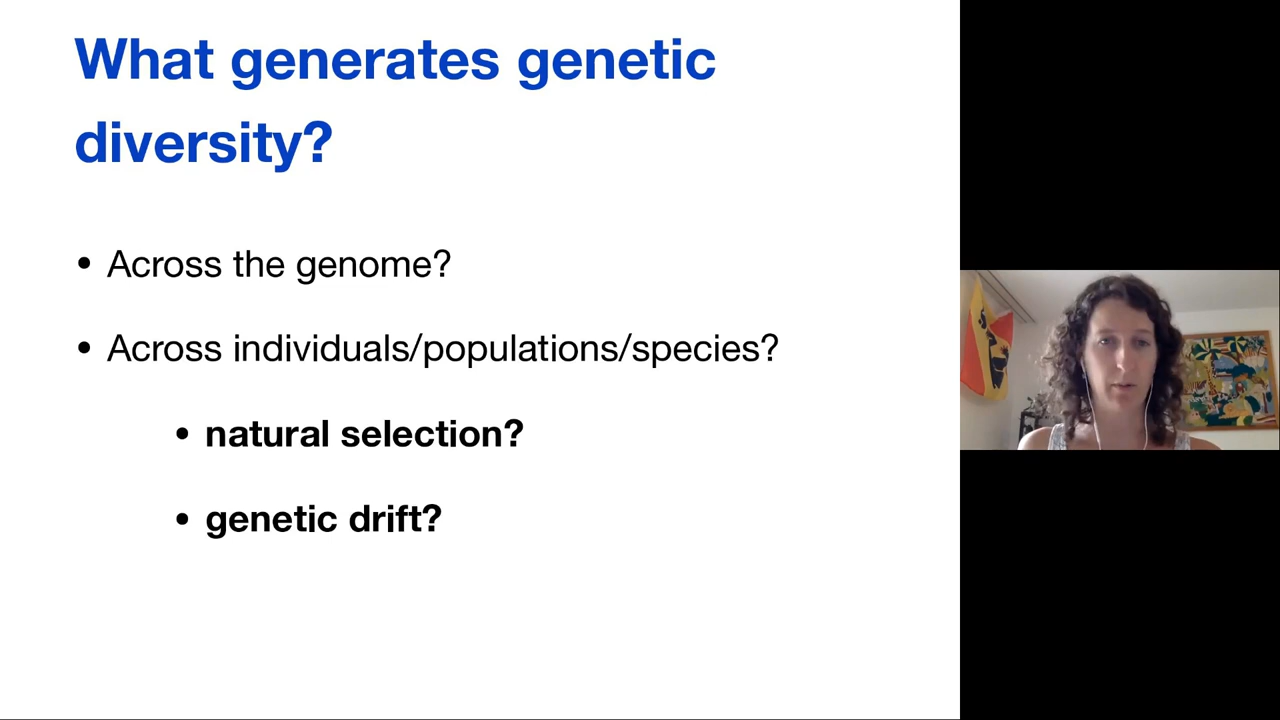 What generates genetic
diversity?
• Across the genome?
• Across individuals/populations/species?
• natural selection?
• genetic drift?